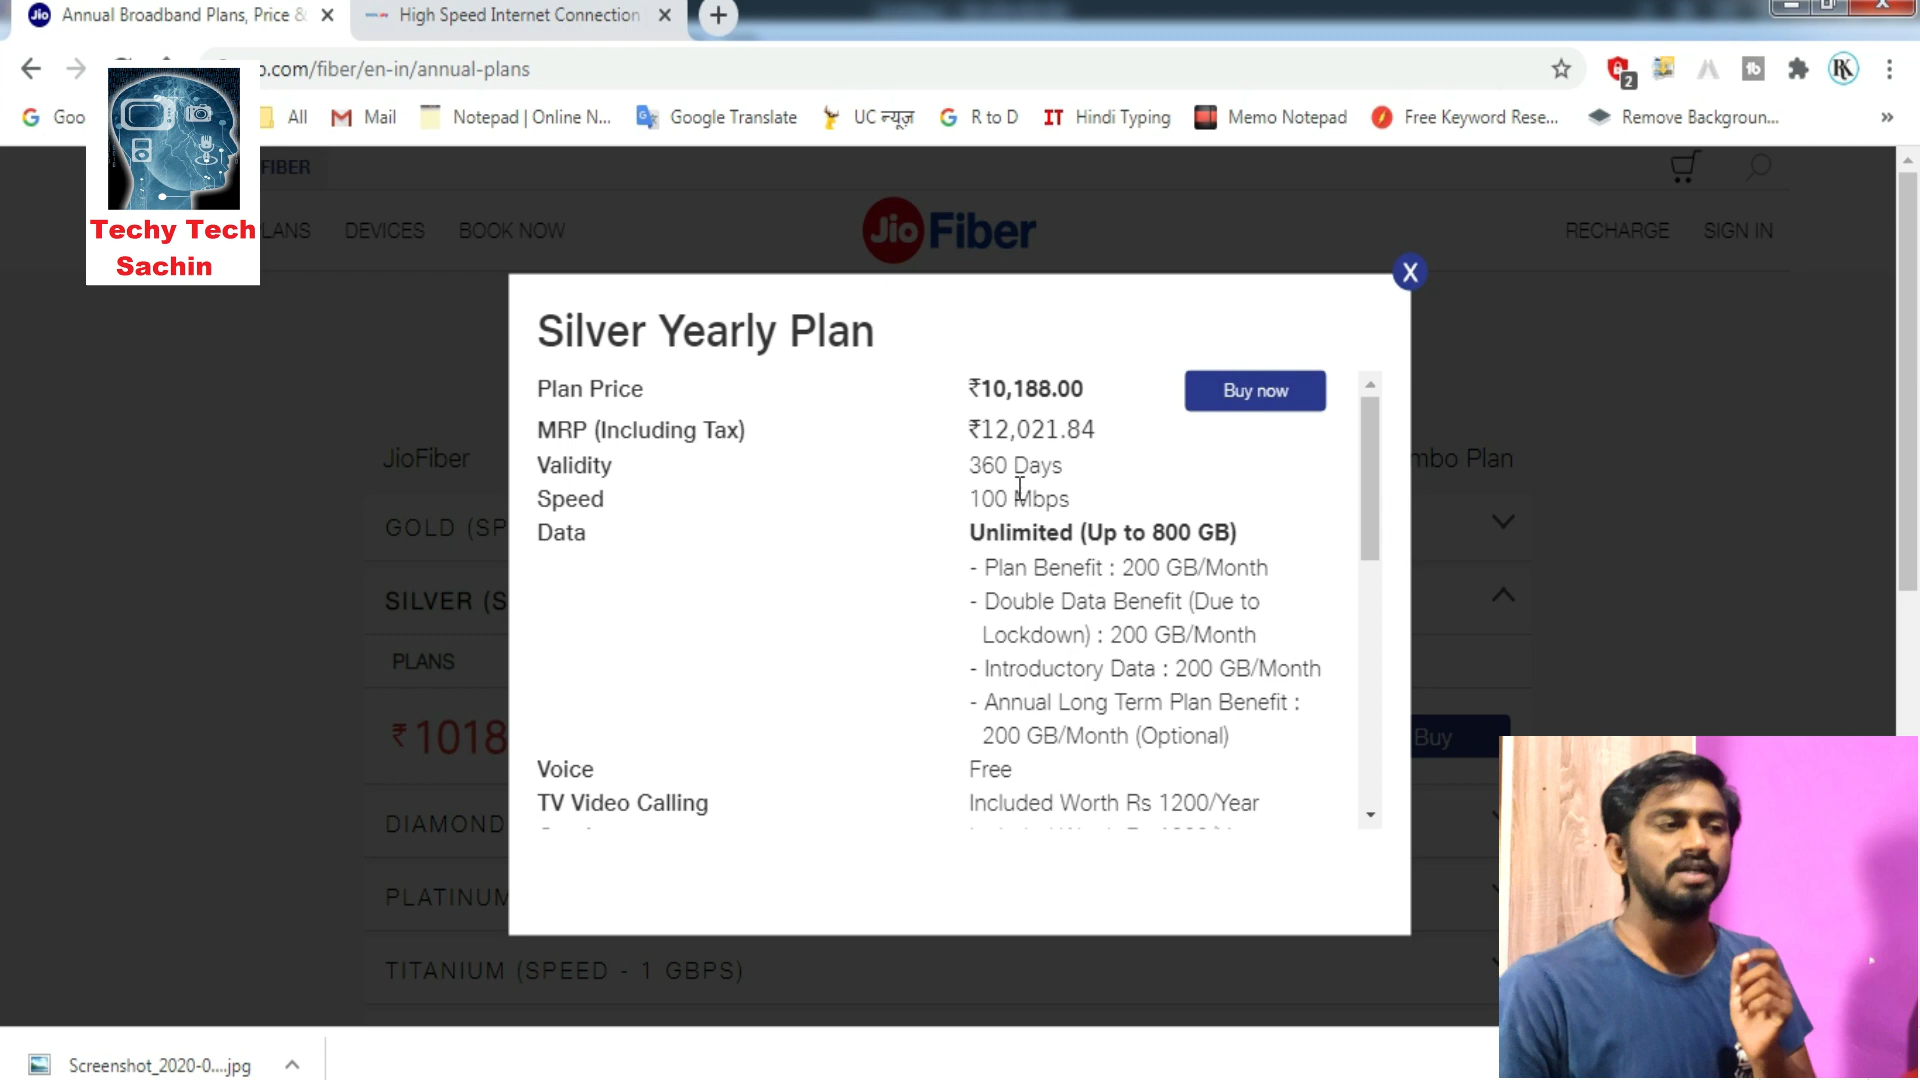 Jio Annual Broadband Plans, Price &
High Speed Internet Connection
o.com/fiber/en-in/annual-plans
2
RK
Goo
All
Mail
Notepad | Online N...
Google Translate
UC न्यूज़
R to D
IT Hindi Typing
Memo Notepad
Free Keyword Rese...
Remove Backgroun...
»
Techy Tech
Sachin
FIBER
LANS
DEVICES
BOOK NOW
Jio Fiber
RECHARGE
SIGN IN
X
Silver Yearly Plan
Plan Price ₹10,188.00 Buy now
MRP (Including Tax) ₹12,021.84
Validity 360 Days
Speed 100 Mbps
Data Unlimited (Up to 800 GB)
- Plan Benefit : 200 GB/Month
- Double Data Benefit (Due to
Lockdown) : 200 GB/Month
- Introductory Data : 200 GB/Month
- Annual Long Term Plan Benefit :
200 GB/Month (Optional)
Voice Free
TV Video Calling Included Worth Rs 1200/Year
JioFiber
mbo Plan
GOLD (SP
SILVER (S
PLANS
₹1018
Buy
DIAMOND
PLATINUM
TITANIUM (SPEED - 1 GBPS)
Screenshot_2020-0....jpg